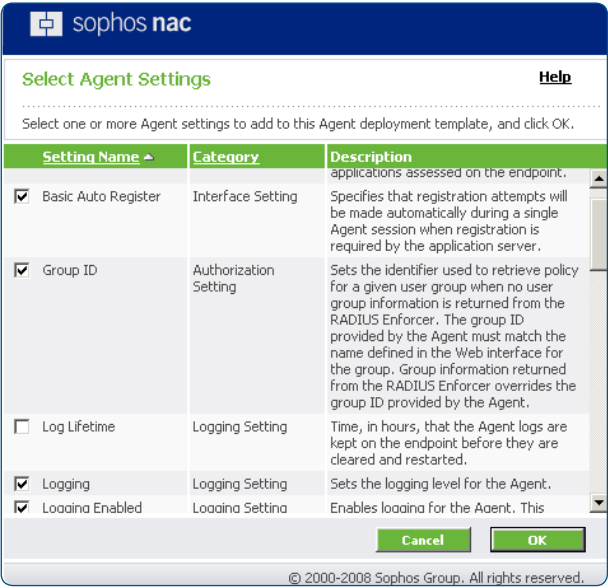 sophos nac
Select Agent Settings
Help
Select one or more Agent settings to add to this Agent deployment template, and click OK.
Setting Name Category Description
applications assessed on the endpoint.
Basic Auto Register Interface Setting Specifies that registration attempts will
be made automatically during a single
Agent session when registration is
required by the application server.
Group ID Authorization Sets the identifier used to retrieve policy
Setting for a given user group when no user
group information is returned from the
RADIUS Enforcer. The group ID
provided by the Agent must match the
name defined in the Web interface for
the group. Group information returned
from the RADIUS Enforcer overrides the
group ID provided by the Agent.
Log Lifetime Logging Setting Time, in hours, that the Agent logs are
kept on the endpoint before they are
cleared and restarted.
Logging Logging Setting Sets the logging level for the Agent.
Logging Enabled Logging Setting Enables logging for the Agent. This
Cancel OK
© 2000-2008 Sophos Group. All rights reserved.